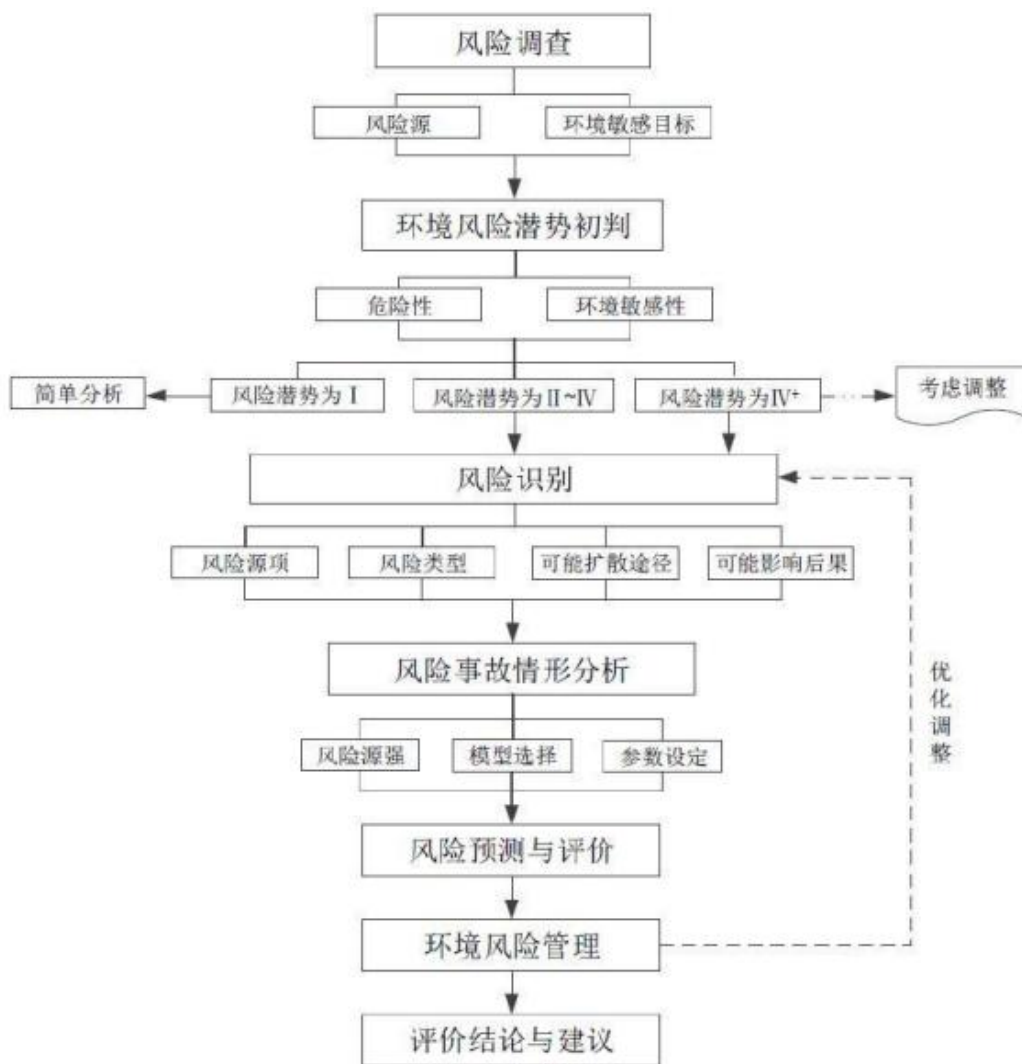 风险调查
风险源
环境敏感目标
环境风险潜势初判
危险性
环境敏感性
简单分析
风险潜势为Ⅰ
风险潜势为Ⅱ~Ⅳ
风险潜势为Ⅳ⁺
考虑调整
风险识别
风险源项
风险类型
可能扩散途径
可能影响后果
风险事故情形分析
风险源强
模型选择
参数设定
优化调整
风险预测与评价
环境风险管理
评价结论与建议